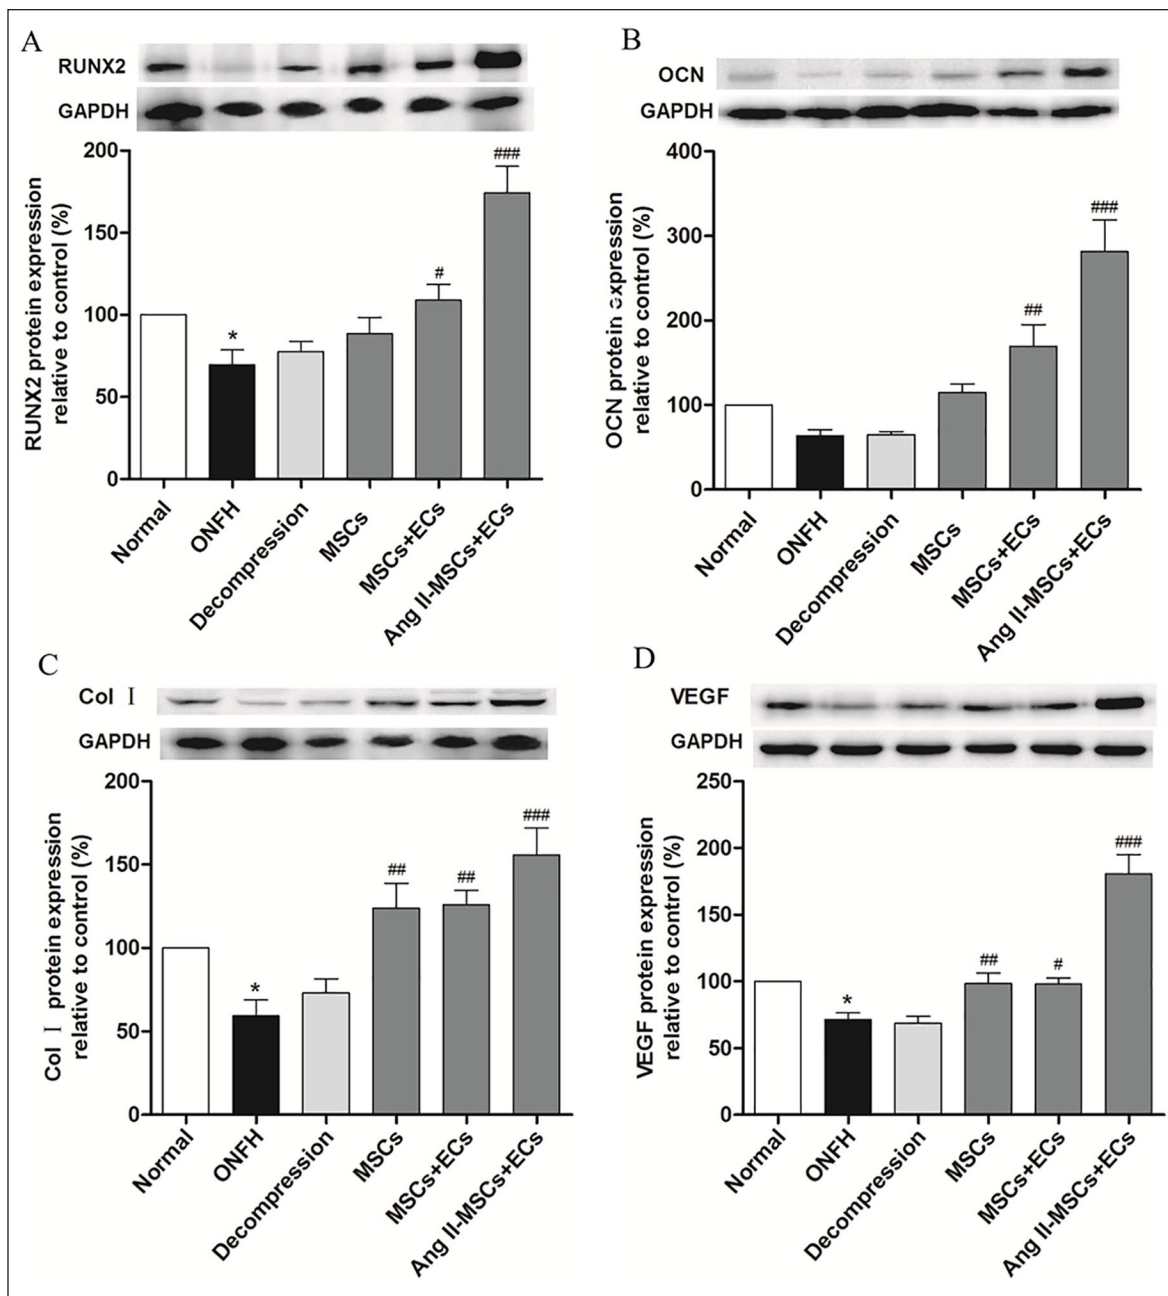 A
RUNX2
GAPDH
RUNX2 protein expression
relative to control (%)
200
150
100
50
0
*
#
###
Normal
ONFH
Decompression
MSCs
MSCs+ECs
Ang II-MSCs+ECs
B
OCN
GAPDH
OCN protein expression
relative to control (%)
400
300
200
100
0
##
###
Normal
ONFH
Decompression
MSCs
MSCs+ECs
Ang II-MSCs+ECs
C
Col Ⅰ
GAPDH
Col Ⅰ protein expression
relative to control (%)
200
150
100
50
0
*
##
##
###
Normal
ONFH
Decompression
MSCs
MSCs+ECs
Ang II-MSCs+ECs
D
VEGF
GAPDH
VEGF protein expression
relative to control (%)
250
200
150
100
50
0
*
##
#
###
Normal
ONFH
Decompression
MSCs
MSCs+ECs
Ang II-MSCs+ECs